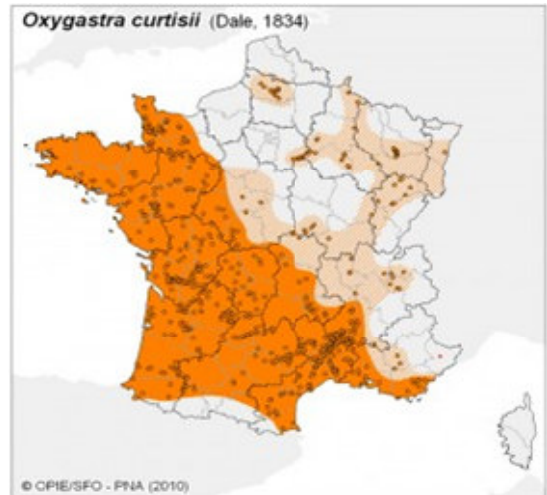 Oxygastra curtisii (Dale, 1834)
© OPIE/SFO - PNA (2010)